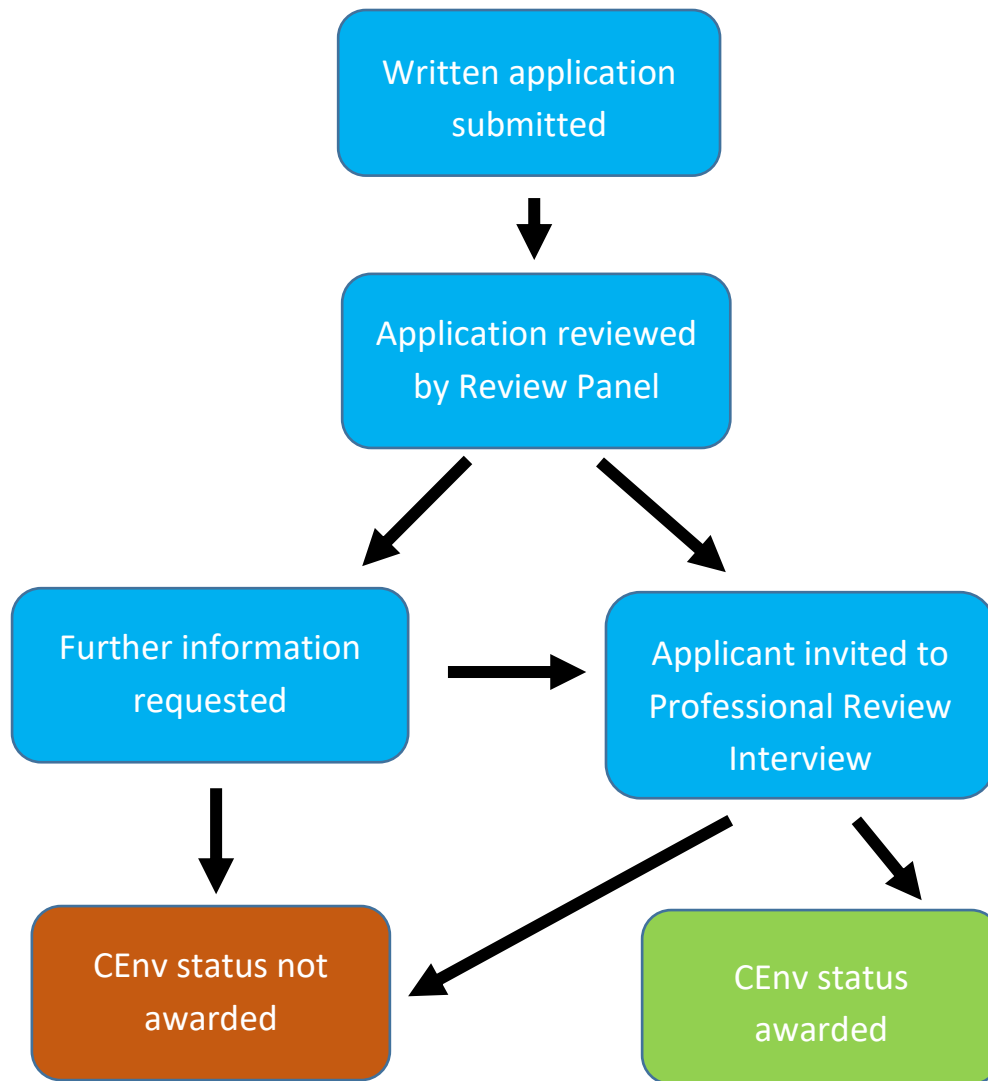 Written application
submitted
Application reviewed
by Review Panel
Further information
requested
Applicant invited to
Professional Review
Interview
CEnv status not
awarded
CEnv status
awarded